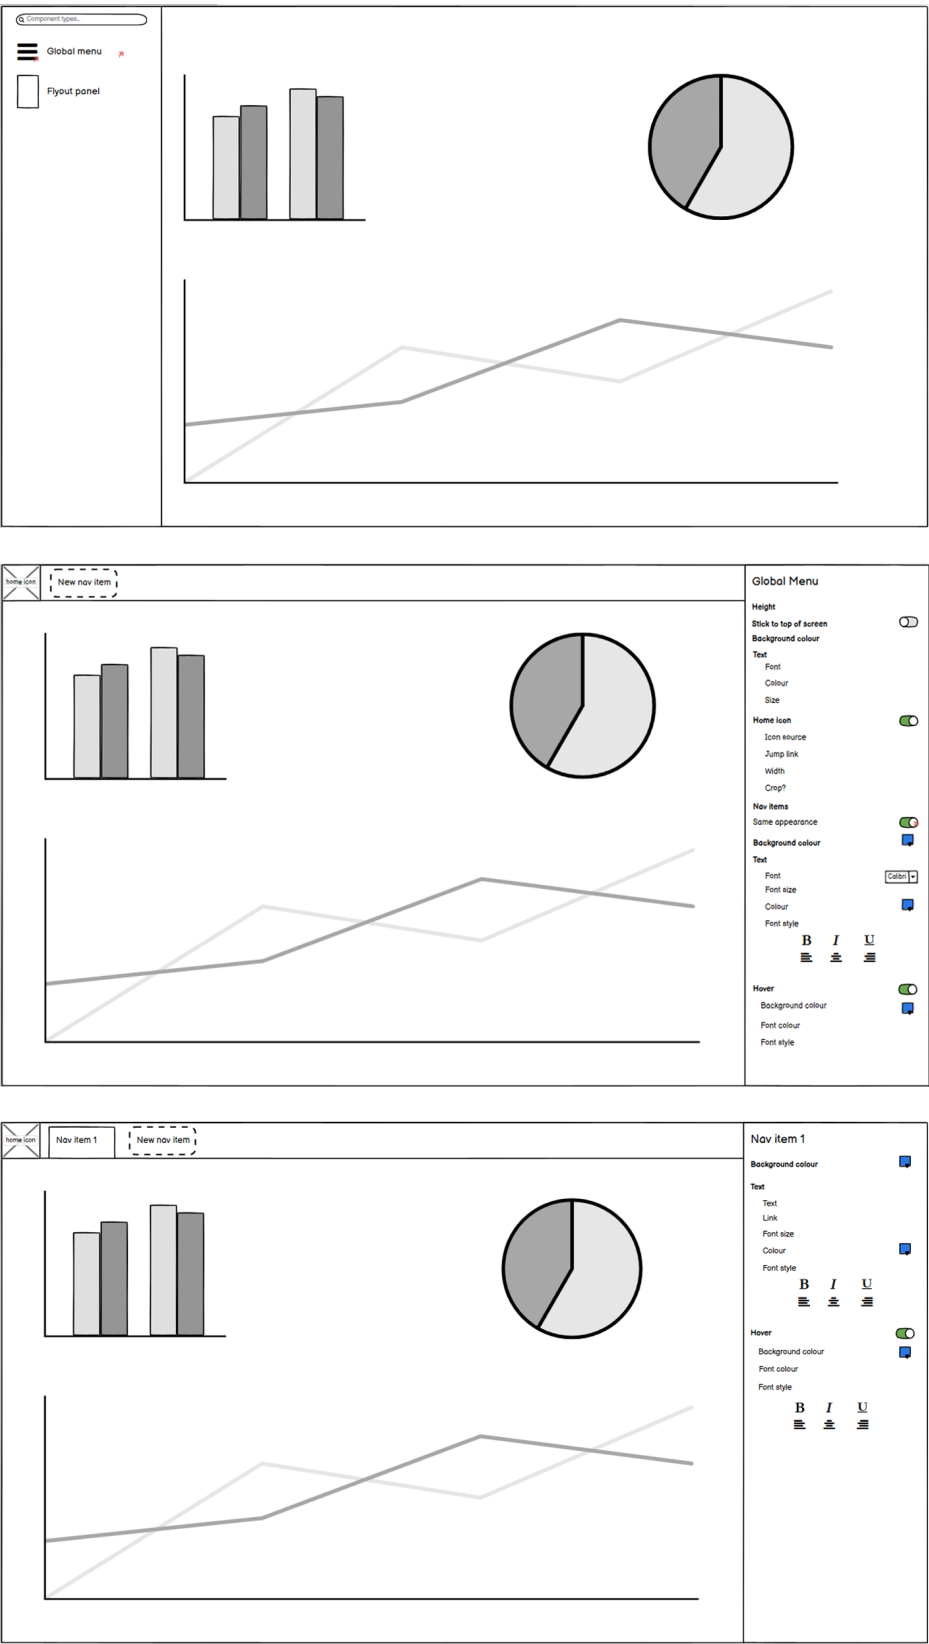 Component types..
Global menu
Flyout panel
home icon
New nav item
Global Menu
Height
Stick to top of screen
Background colour
Text
Font
Colour
Size
Home icon
Icon source
Jump link
Width
Crop?
Nav items
Same appearance
Background colour
Text
Font
Calibri
Font size
Colour
Font style
B I U
Hover
Background colour
Font colour
Font style
home icon
Nav item 1
New nav item
Nav item 1
Background colour
Text
Text
Link
Font size
Colour
Font style
B I U
Hover
Background colour
Font colour
Font style
B I U